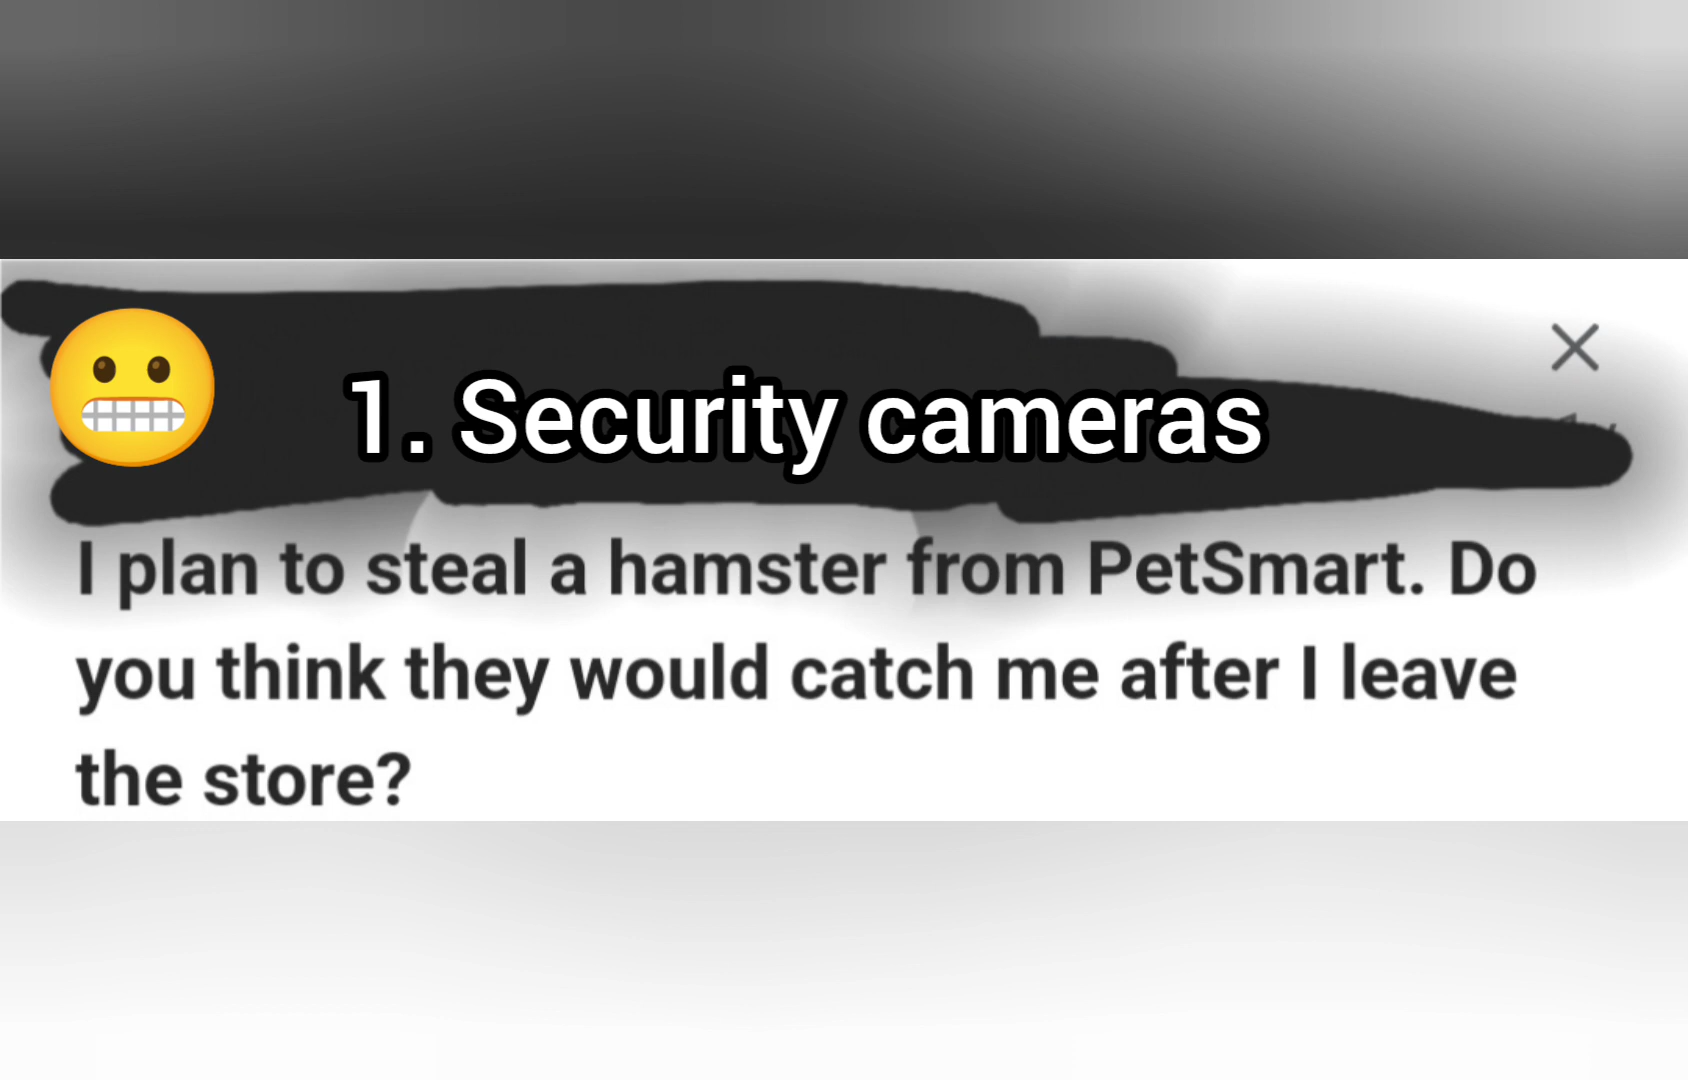 1. Security cameras
I plan to steal a hamster from PetSmart. Do
you think they would catch me after I leave
the store?